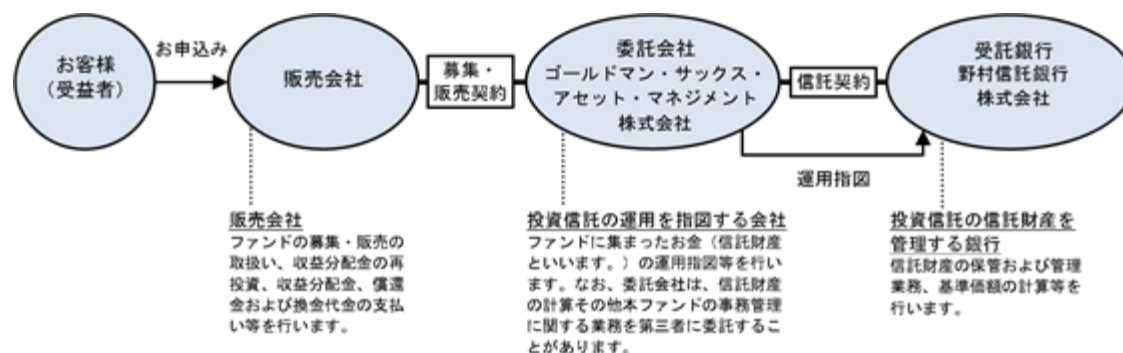 お客様
（受益者）
お申込み
販売会社
募集・
販売契約
委託会社
ゴールドマン・サックス・
アセット・マネジメント
株式会社
信託契約
受託銀行
野村信託銀行
株式会社
運用指図
販売会社
ファンドの募集・販売の
取扱い、収益分配金の再
投資、収益分配金、償還
金および換金代金の支払
い等を行います。
投資信託の運用を指図する会社
ファンドに集まったお金（信託財産
といいます。）の運用指図等を行い
ます。なお、委託会社は、信託財産
の計算その他本ファンドの事務管理
に関する業務を第三者に委託するこ
とがあります。
投資信託の信託財産を
管理する銀行
信託財産の保管および管理
業務、基準価額の計算等を
行います。